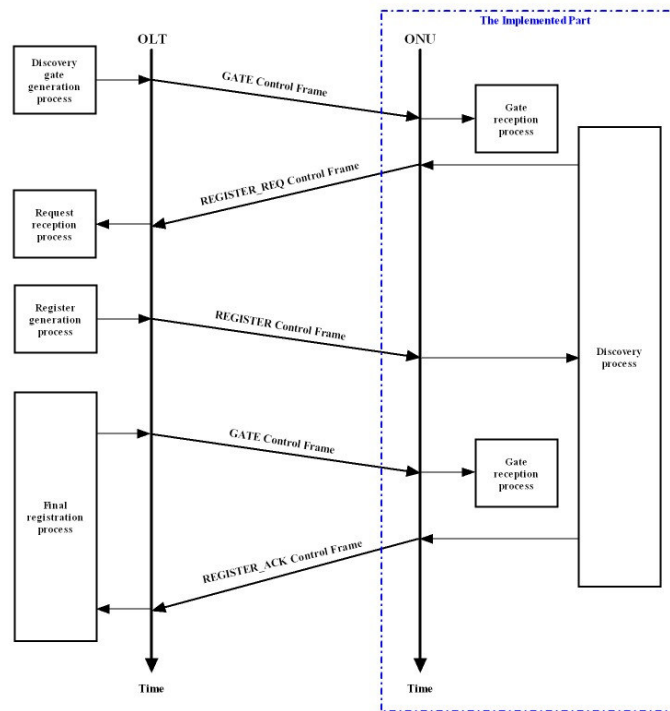 The Implemented Part
OLT
ONU
Discovery
gate
generation
process
GATE Control Frame
Gate
reception
process
REGISTER_REQ Control Frame
Request
reception
process
Register
generation
process
REGISTER Control Frame
Discovery
process
GATE Control Frame
Gate
reception
process
Final
registration
process
REGISTER_ACK Control Frame
Time
Time